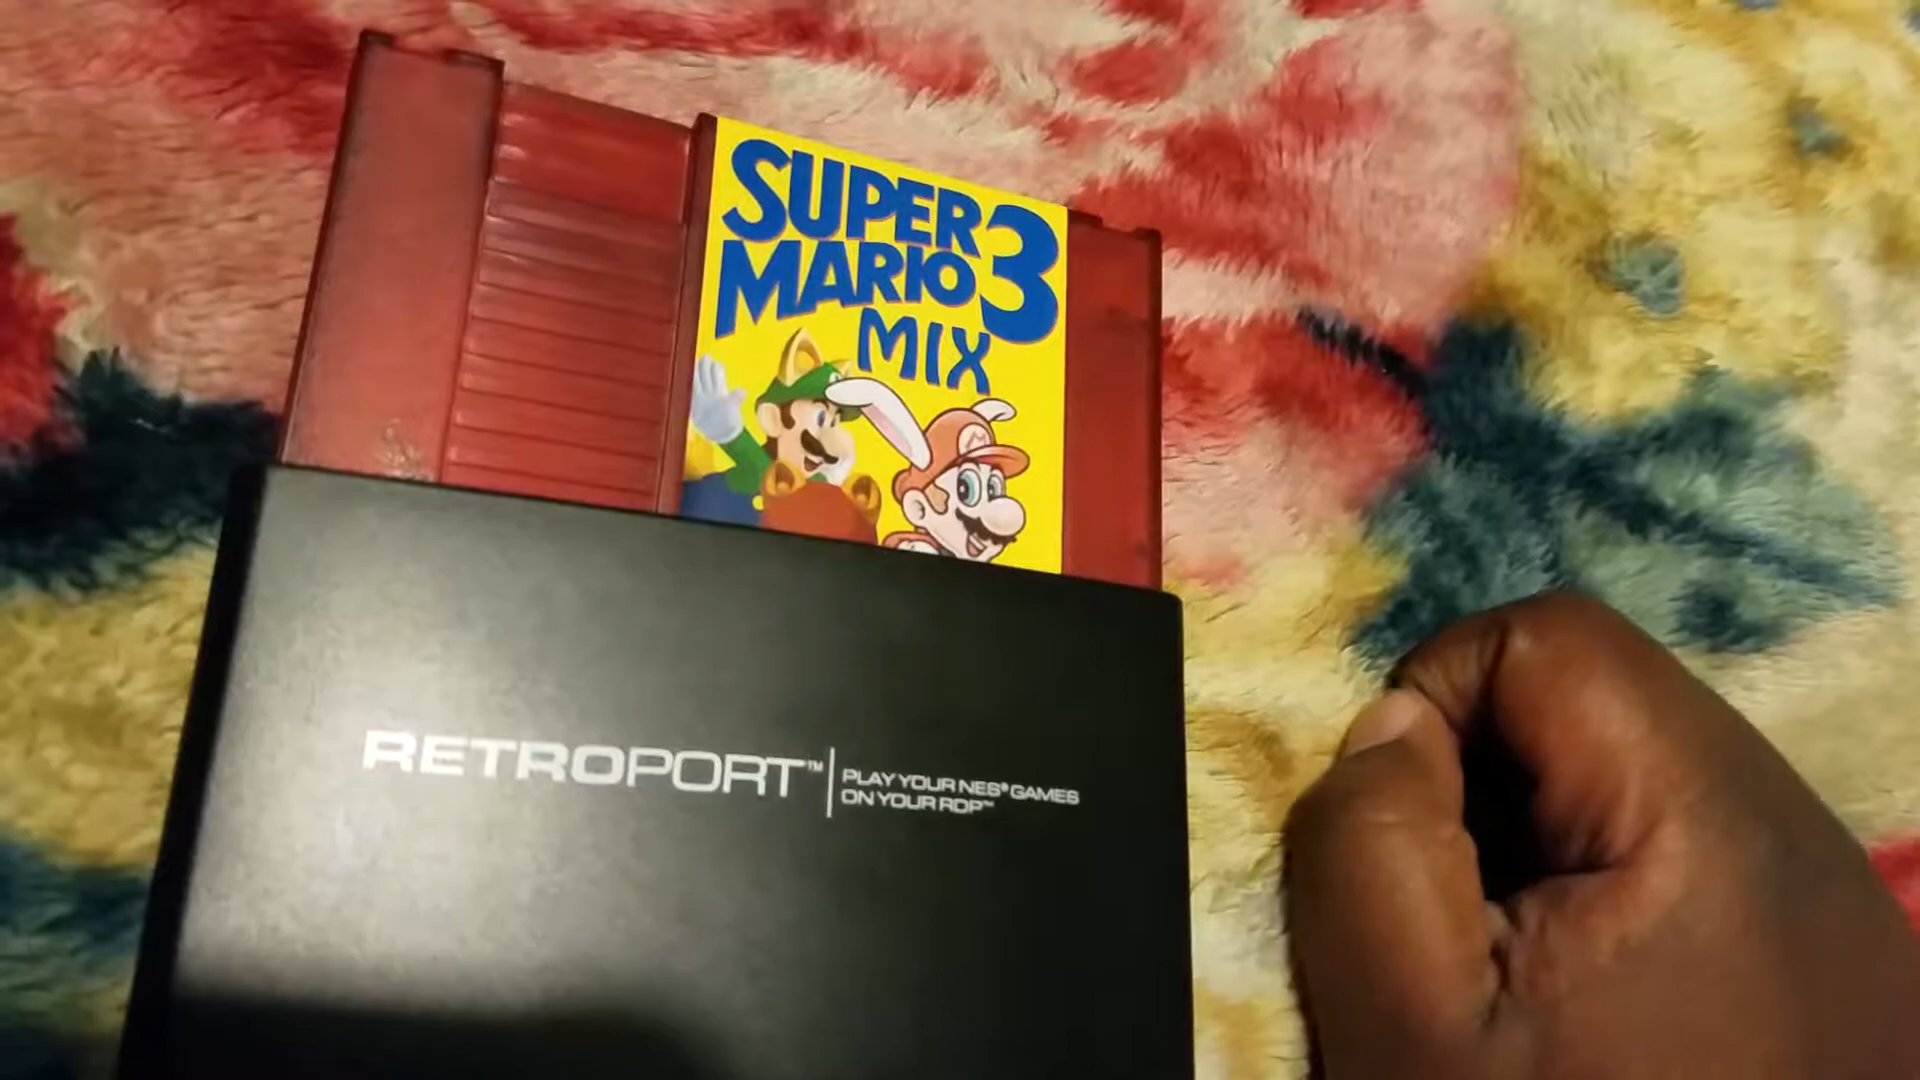 SUPER
MARIO 3
MIX
M
RETROPORT™
PLAY YOUR NES® GAMES
ON YOUR RDP™